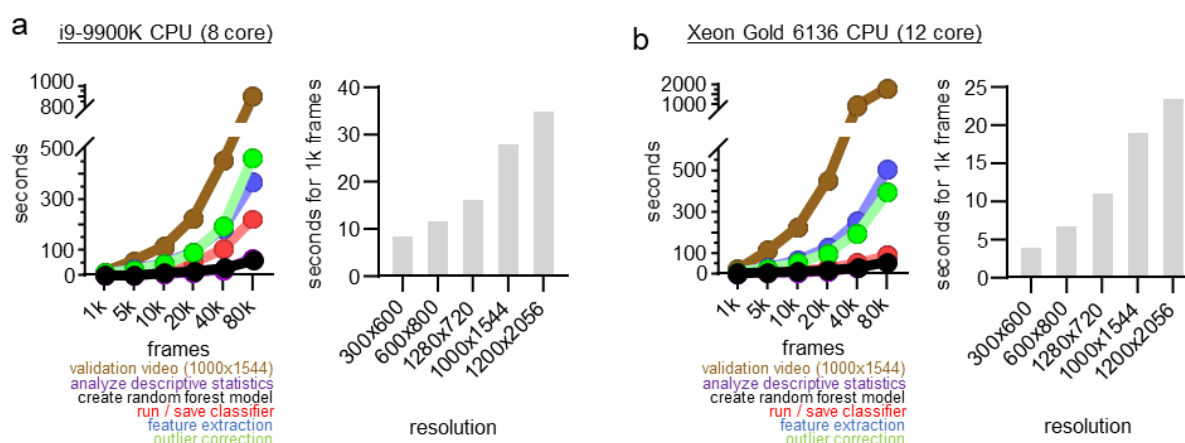 a
i9-9900K CPU (8 core)
seconds
1000
800
500
300
100
0
1k
5k
10k
20k
40k
80k
frames
validation video (1000x1544)
analyze descriptive statistics
create random forest model
run / save classifier
feature extraction
outlier correction
seconds for 1k frames
40
30
20
10
0
300x600
600x800
1280x720
1000x1544
1200x2056
resolution
b
Xeon Gold 6136 CPU (12 core)
seconds
2000
1000
500
300
100
0
1k
5k
10k
20k
40k
80k
frames
validation video (1000x1544)
analyze descriptive statistics
create random forest model
run / save classifier
feature extraction
outlier correction
seconds for 1k frames
25
20
15
10
5
0
300x600
600x800
1280x720
1000x1544
1200x2056
resolution